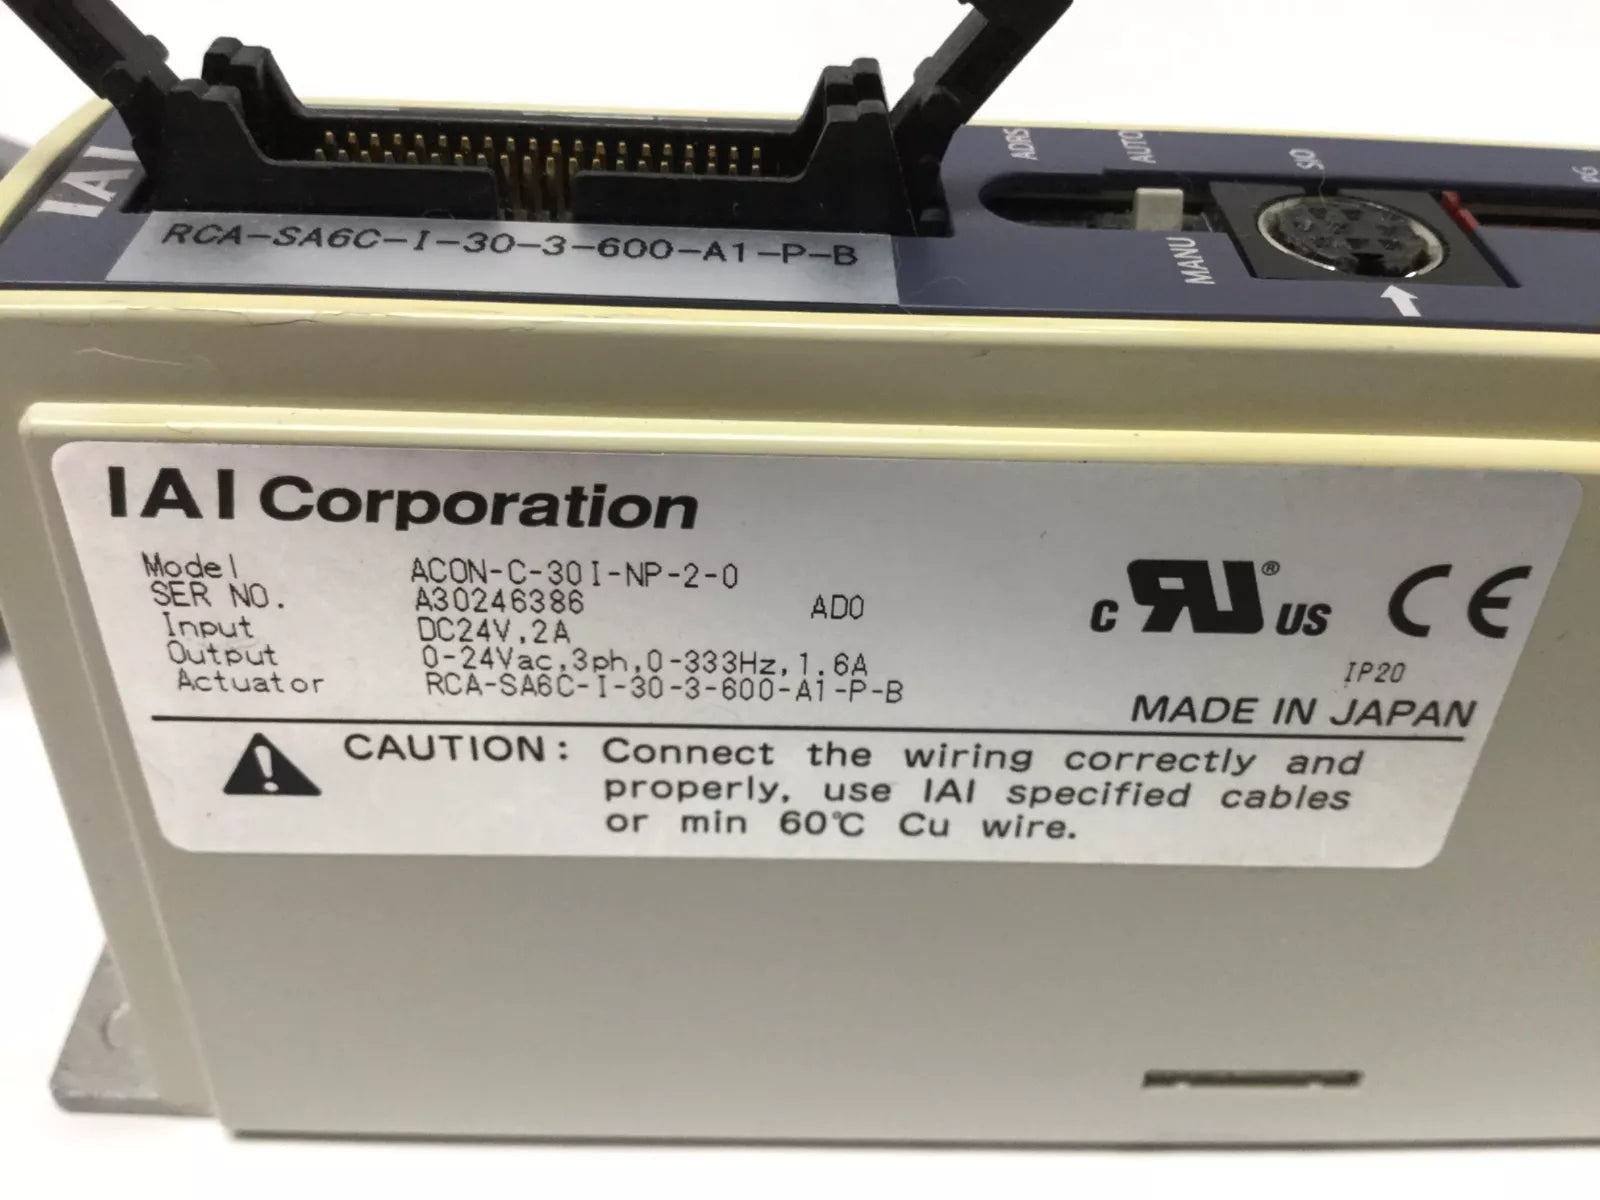 IAI
ADRS
AUTO
SIO
PG
RCA-SA6C-I-30-3-600-A1-P-B
MANU
IAI Corporation
Model ACON-C-30I-NP-2-0
SER NO. A30246386 AD0
Input DC24V,2A
Output 0-24Vac,3ph,0-333Hz,1.6A
Actuator RCA-SA6C-I-30-3-600-A1-P-B
c RU ® US CE
IP20
MADE IN JAPAN
CAUTION : Connect the wiring correctly and
properly, use IAI specified cables
or min 60℃ Cu wire.